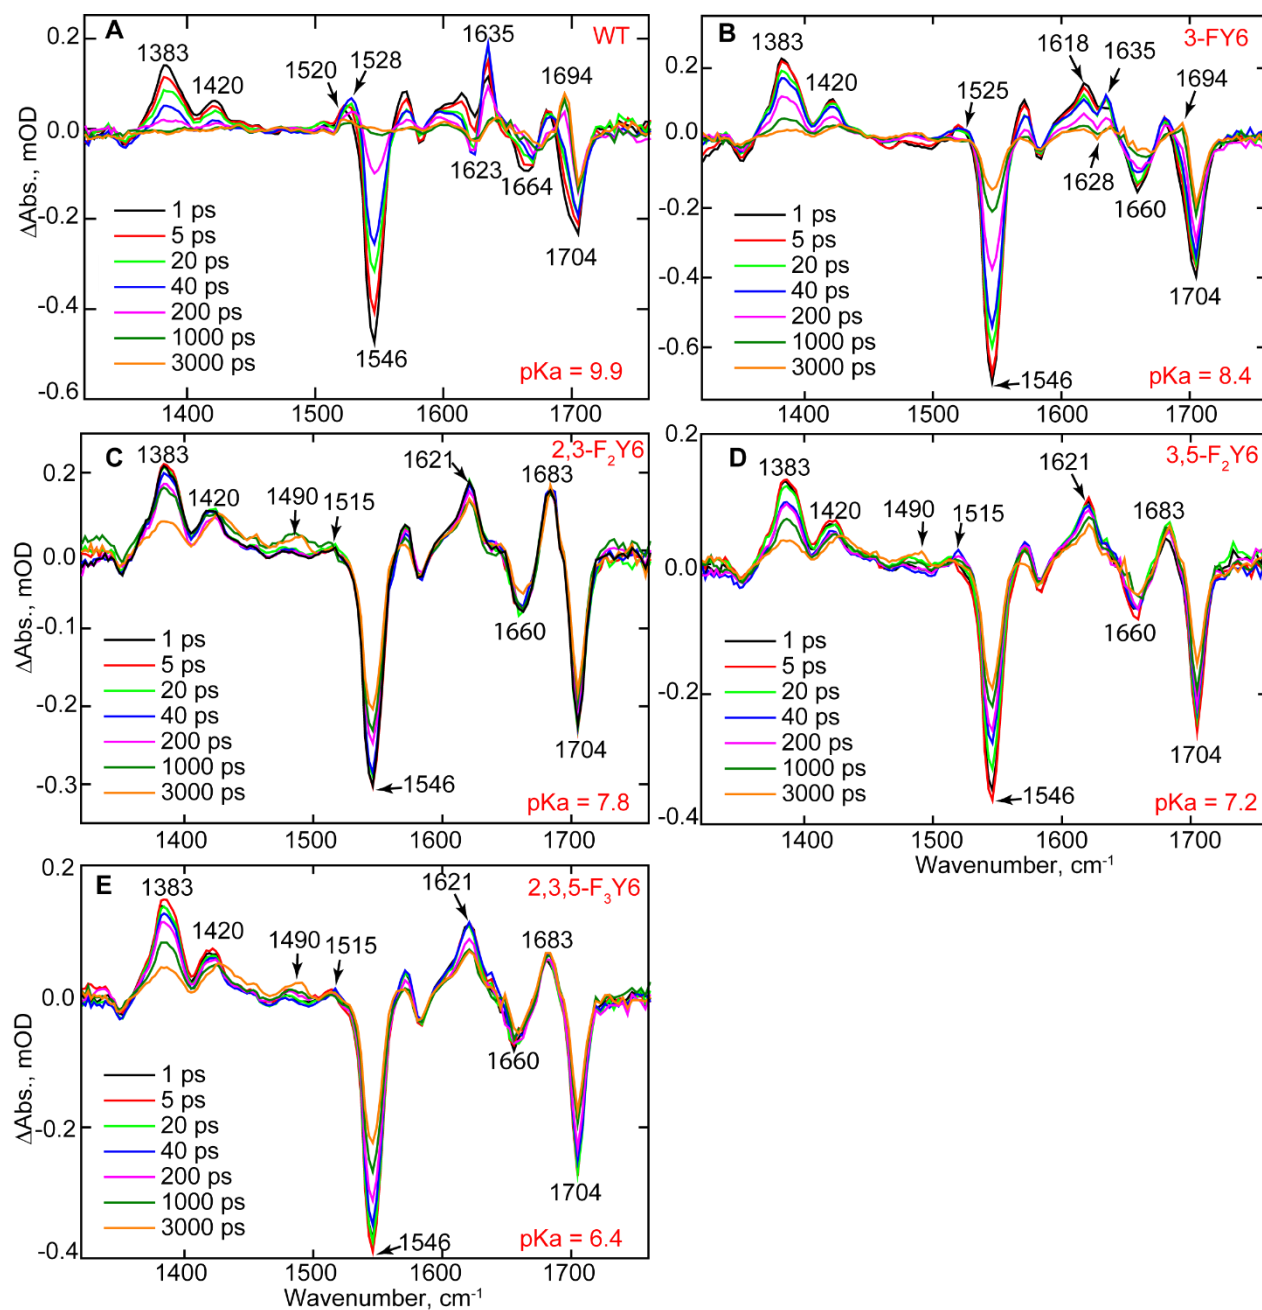 A
WT
0.2
0.0
-0.2
-0.4
-0.6
ΔAbs., mOD
1383
1420
1520
1528
1546
1635
1623
1664
1694
1704
1 ps
5 ps
20 ps
40 ps
200 ps
1000 ps
3000 ps
pKa = 9.9
1400
1500
1600
1700
B
3-FY6
0.2
0.0
-0.2
-0.4
-0.6
1383
1420
1525
1546
1618
1635
1628
1660
1694
1704
1 ps
5 ps
20 ps
40 ps
200 ps
1000 ps
3000 ps
pKa = 8.4
1400
1500
1600
1700
C
2,3-F2Y6
0.2
0.0
-0.1
-0.2
-0.3
ΔAbs., mOD
1383
1420
1490
1515
1546
1621
1660
1683
1704
1 ps
5 ps
20 ps
40 ps
200 ps
1000 ps
3000 ps
pKa = 7.8
1400
1500
1600
1700
D
3,5-F2Y6
0.2
0.0
-0.2
-0.4
1383
1420
1490
1515
1546
1621
1660
1683
1704
1 ps
5 ps
20 ps
40 ps
200 ps
1000 ps
3000 ps
pKa = 7.2
1400
1500
1600
1700
Wavenumber, cm-1
E
2,3,5-F3Y6
0.2
0.0
-0.2
-0.4
ΔAbs., mOD
1383
1420
1490
1515
1546
1621
1660
1683
1704
1 ps
5 ps
20 ps
40 ps
200 ps
1000 ps
3000 ps
pKa = 6.4
1400
1500
1600
1700
Wavenumber, cm-1